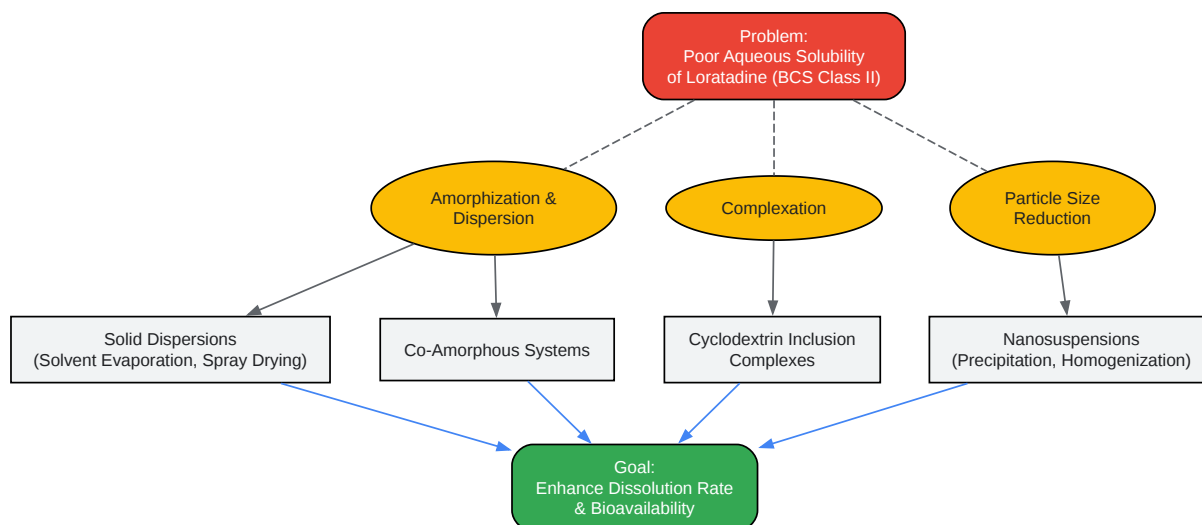 Problem:
Poor Aqueous Solubility
of Loratadine (BCS Class II)
Amorphization &
Dispersion
Complexation
Particle Size
Reduction
Solid Dispersions
(Solvent Evaporation, Spray Drying)
Co-Amorphous Systems
Cyclodextrin Inclusion
Complexes
Nanosuspensions
(Precipitation, Homogenization)
Goal:
Enhance Dissolution Rate
& Bioavailability